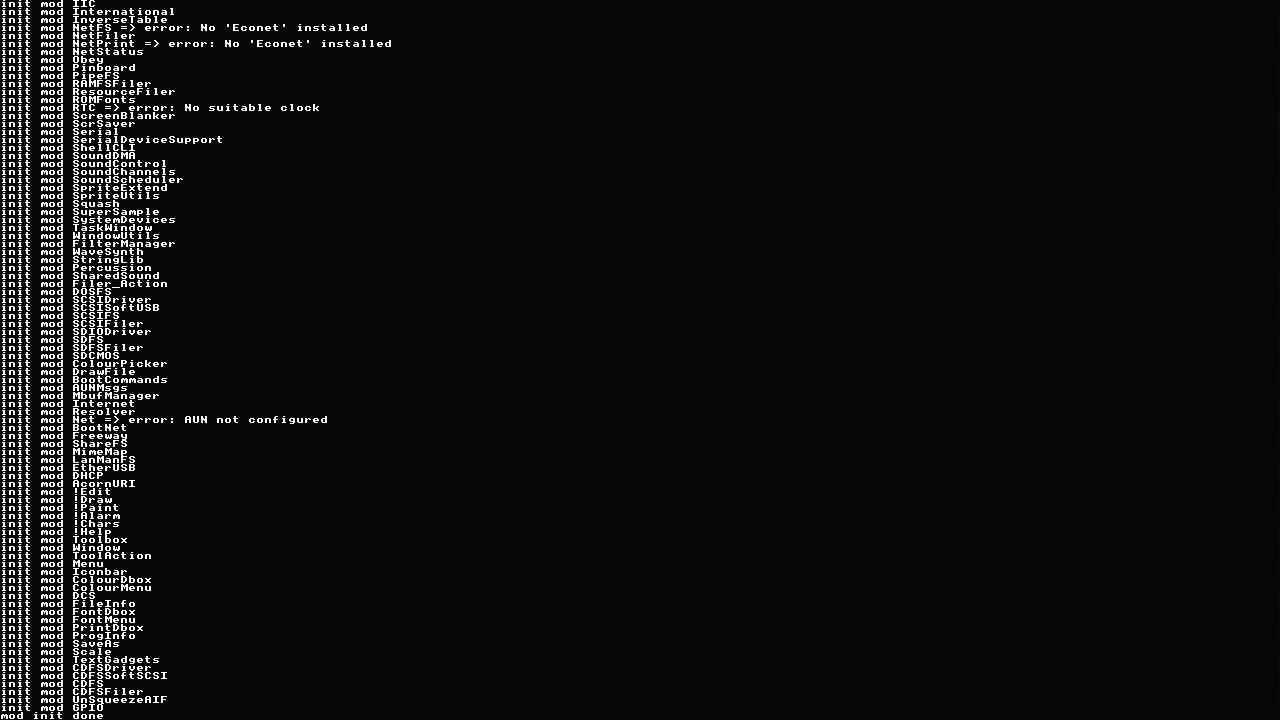 init mod IIC
init mod International
init mod InverseTable
init mod NetFS => error: No 'Econet' installed
init mod NetFiler
init mod NetPrint => error: No 'Econet' installed
init mod NetStatus
init mod Obey
init mod Pinboard
init mod PipeFS
init mod RAMFSFiler
init mod ResourceFiler
init mod ROMFonts
init mod RTC => error: No suitable clock
init mod ScreenBlanker
init mod ScrSaver
init mod Serial
init mod SerialDeviceSupport
init mod ShellCLI
init mod SoundDMA
init mod SoundControl
init mod SoundChannels
init mod SoundScheduler
init mod SpriteExtend
init mod SpriteUtils
init mod Squash
init mod SuperSample
init mod SystemDevices
init mod TaskWindow
init mod WindowUtils
init mod FilterManager
init mod WaveSynth
init mod StringLib
init mod Percussion
init mod SharedSound
init mod Filer_Action
init mod DOSFS
init mod SCSIDriver
init mod SCSISoftUSB
init mod SCSIFS
init mod SCSIFiler
init mod SDIODriver
init mod SDFS
init mod SDFSFiler
init mod SDCMOS
init mod ColourPicker
init mod DrawFile
init mod BootCommands
init mod AUNMsgs
init mod MbufManager
init mod Internet
init mod Resolver
init mod Net => error: AUN not configured
init mod BootNet
init mod Freeway
init mod ShareFS
init mod MimeMap
init mod LanManFS
init mod EtherUSB
init mod DHCP
init mod AcornURI
init mod !Edit
init mod !Draw
init mod !Paint
init mod !Alarm
init mod !Chars
init mod !Help
init mod Toolbox
init mod Window
init mod ToolAction
init mod Menu
init mod Iconbar
init mod ColourDbox
init mod ColourMenu
init mod DCS
init mod FileInfo
init mod FontDbox
init mod FontMenu
init mod PrintDbox
init mod ProgInfo
init mod SaveAs
init mod Scale
init mod TextGadgets
init mod CDFSDriver
init mod CDFSSoftSCSI
init mod CDFS
init mod CDFSFiler
init mod UnSqueezeAIF
init mod GPIO
mod init done